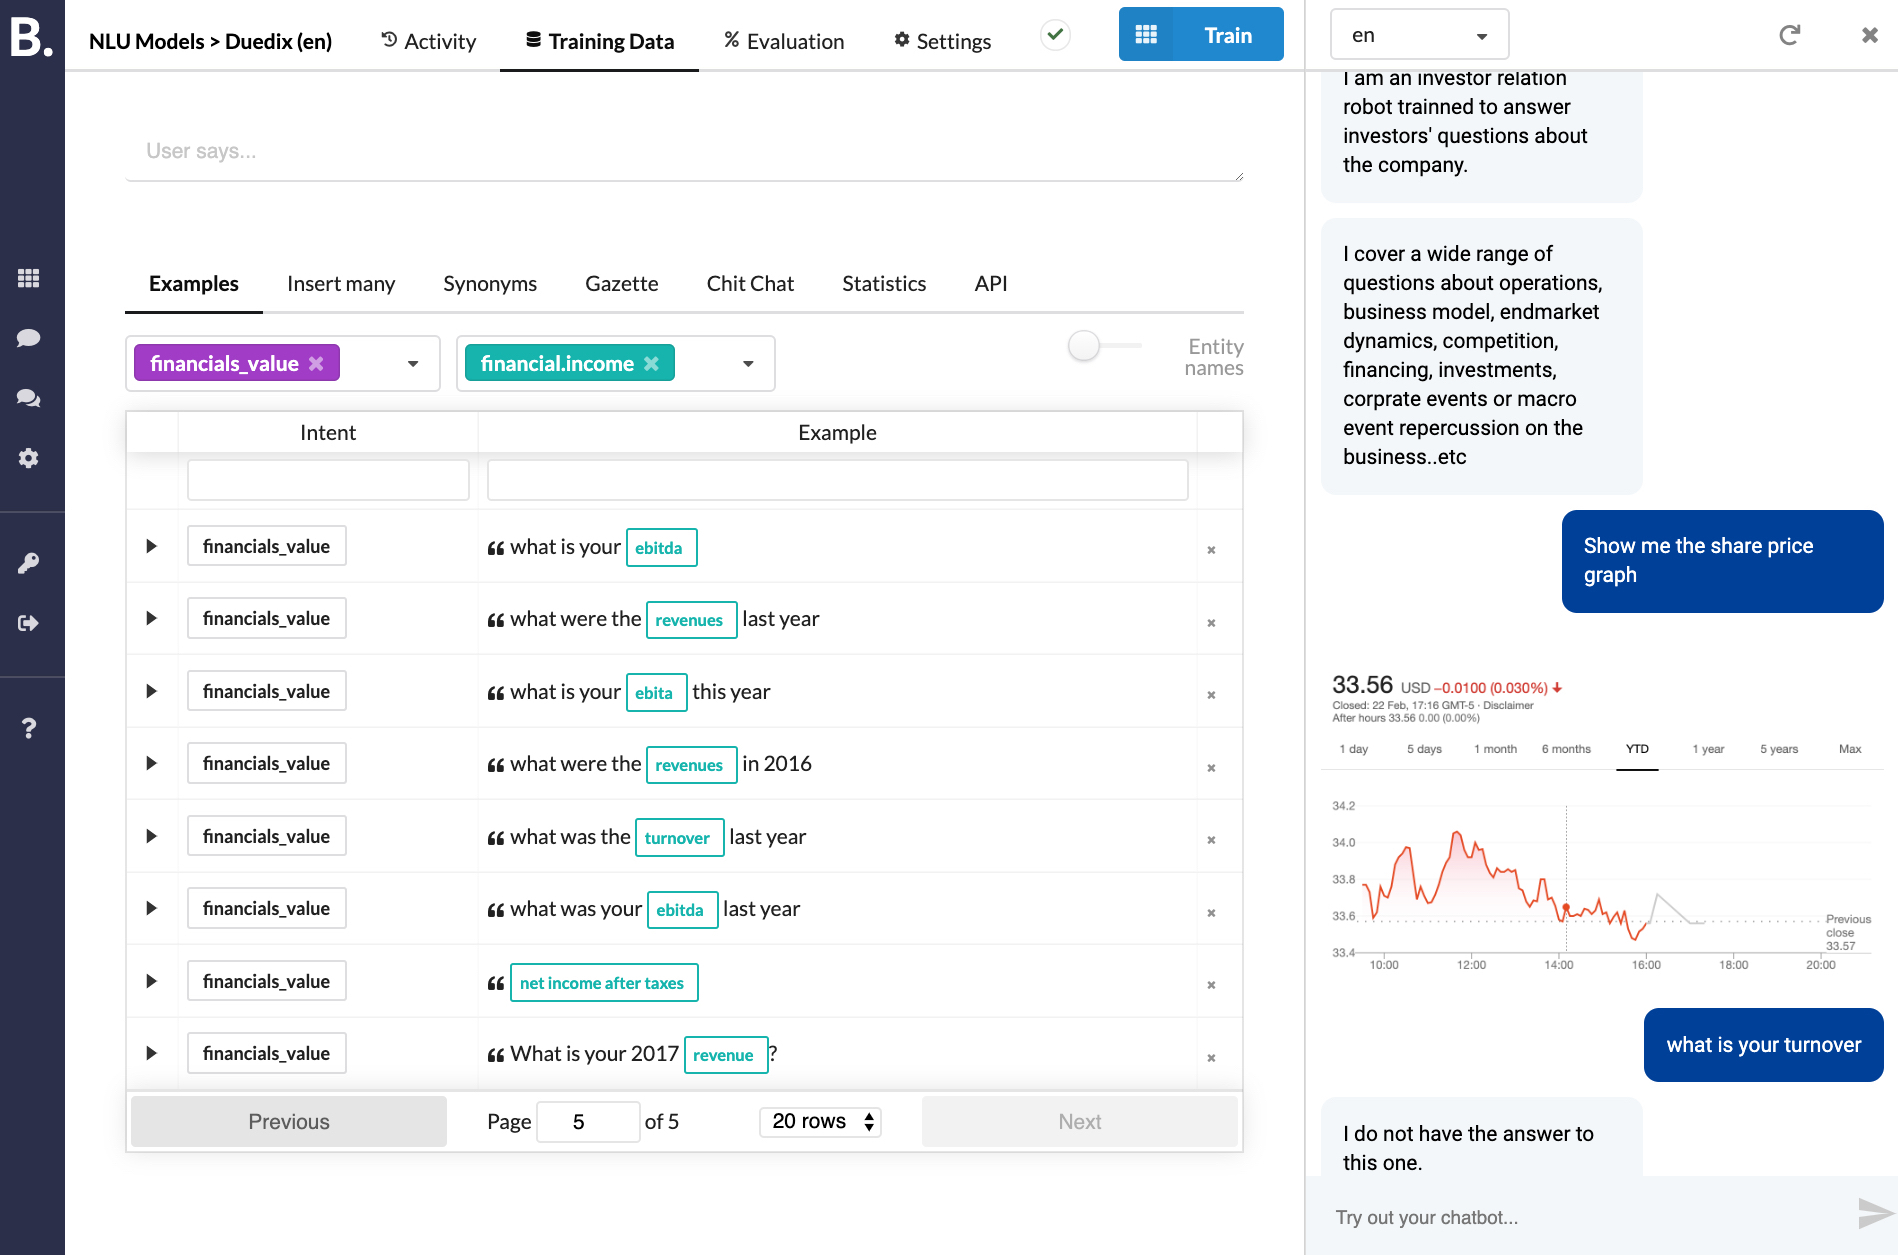 B.
NLU Models > Duedix (en)
Activity
Training Data
% Evaluation
Settings
Train
User says...
Examples
Insert many
Synonyms
Gazette
Chit Chat
Statistics
API
financials_value ×
financial.income ×
Entity
names
Intent
Example
financials_value
“ what is your ebitda
×
financials_value
“ what were the revenues last year
×
financials_value
“ what is your ebita this year
×
financials_value
“ what were the revenues in 2016
×
financials_value
“ what was the turnover last year
×
financials_value
“ what was your ebitda last year
×
financials_value
“ net income after taxes
×
financials_value
“ What is your 2017 revenue ?
×
Previous
Page 5 of 5
20 rows
Next
?
en
I am an investor relation
robot trainned to answer
investors' questions about
the company.
I cover a wide range of
questions about operations,
business model, endmarket
dynamics, competition,
financing, investments,
corprate events or macro
event repercussion on the
business..etc
Show me the share price
graph
33.56 USD −0.0100 (0.030%)
Closed: 22 Feb, 17:16 GMT-5 · Disclaimer
After hours 33.56 0.00 (0.00%)
1 day
5 days
1 month
6 months
YTD
1 year
5 years
Max
34.2
34.0
33.8
33.6
33.4
Previous
close
33.57
10:00
12:00
14:00
16:00
18:00
20:00
what is your turnover
I do not have the answer to
this one.
Try out your chatbot...